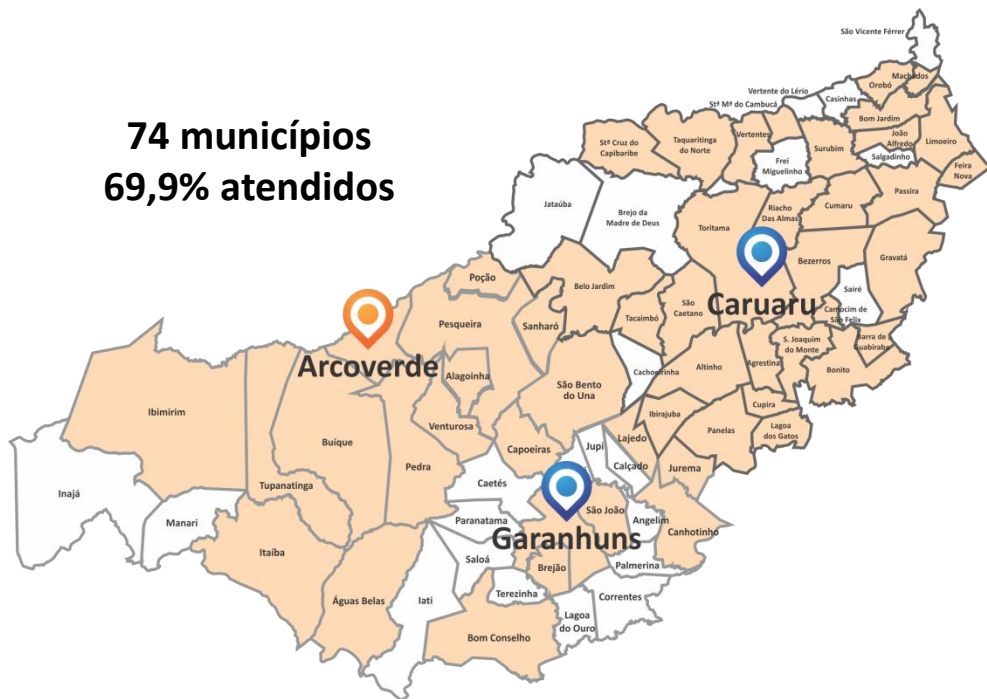 74 municípios
69,9% atendidos
São Vicente Férrer
Machados
Orobó
Vertente do Lério
Casinhas
Stª Mª do Cambucá
Bom Jardim
João
Alfredo
Limoeiro
Stª Cruz do
Capibaribe
Taquaritinga
do Norte
Vertentes
Surubim
Salgadinho
Frei
Miguelinho
Feira
Nova
Passira
Jataúba
Brejo da
Madre de Deus
Toritama
Riacho
Das Almas
Cumaru
Bezerros
Gravatá
Caruaru
Sairé
Camocim de
São Felix
Poção
Belo Jardim
São
Caetano
Tacaimbó
Pesqueira
Sanharó
Arcoverde
S. Joaquim
do Monte
Barra de
Guabiraba
Cachoeirinha
Altinho
Agrestina
Bonito
Alagoinha
São Bento
do Una
Ibimirim
Ibirajuba
Cupira
Venturosa
Buíque
Panelas
Lagoa
dos Gatos
Capoeiras
Jupi
Lajedo
Pedra
Calçado
Jurema
Caetés
Tupanatinga
Inajá
Manari
Paranatama
São João
Angelim
Canhotinho
Garanhuns
Itaíba
Saloá
Brejão
Palmerina
Águas Belas
Iati
Terezinha
Correntes
Lagoa
do Ouro
Bom Conselho